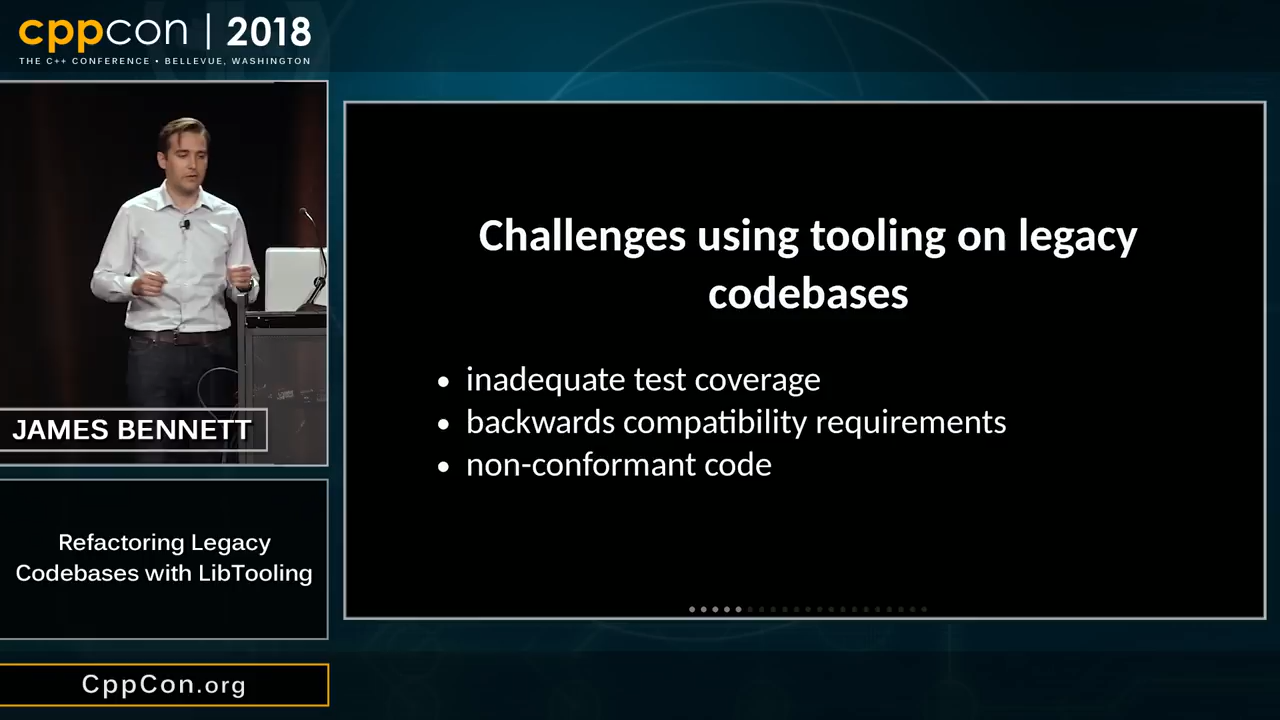 cppcon | 2018
THE C++ CONFERENCE • BELLEVUE, WASHINGTON
JAMES BENNETT
Refactoring Legacy
Codebases with LibTooling
CppCon.org
Challenges using tooling on legacy
codebases
• inadequate test coverage
• backwards compatibility requirements
• non-conformant code